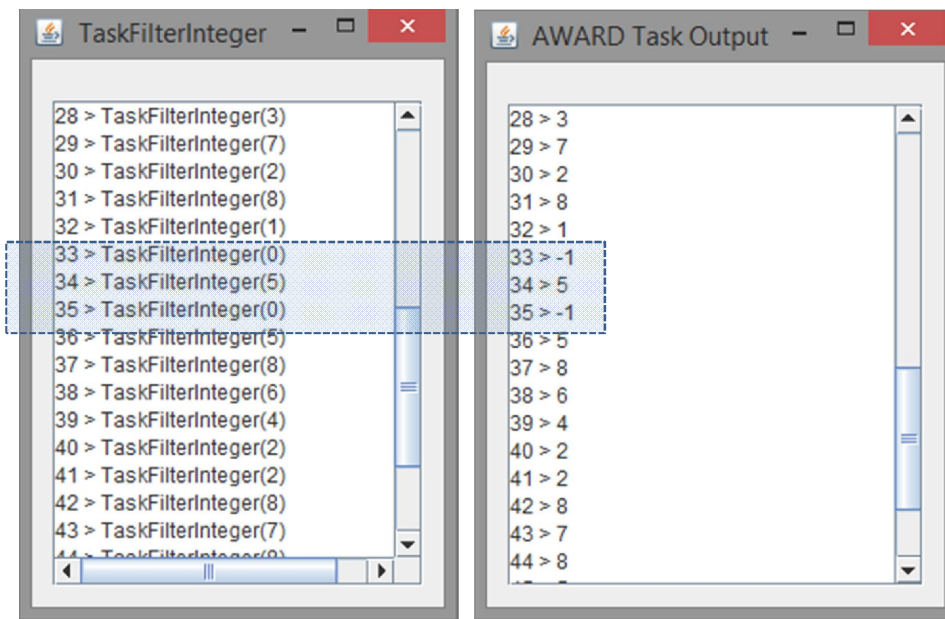 TaskFilterInteger
28 > TaskFilterInteger(3)
29 > TaskFilterInteger(7)
30 > TaskFilterInteger(2)
31 > TaskFilterInteger(8)
32 > TaskFilterInteger(1)
33 > TaskFilterInteger(0)
34 > TaskFilterInteger(5)
35 > TaskFilterInteger(0)
36 > TaskFilterInteger(5)
37 > TaskFilterInteger(8)
38 > TaskFilterInteger(6)
39 > TaskFilterInteger(4)
40 > TaskFilterInteger(2)
41 > TaskFilterInteger(2)
42 > TaskFilterInteger(8)
43 > TaskFilterInteger(7)
AWARD Task Output
28 > 3
29 > 7
30 > 2
31 > 8
32 > 1
33 > -1
34 > 5
35 > -1
36 > 5
37 > 8
38 > 6
39 > 4
40 > 2
41 > 2
42 > 8
43 > 7
44 > 8